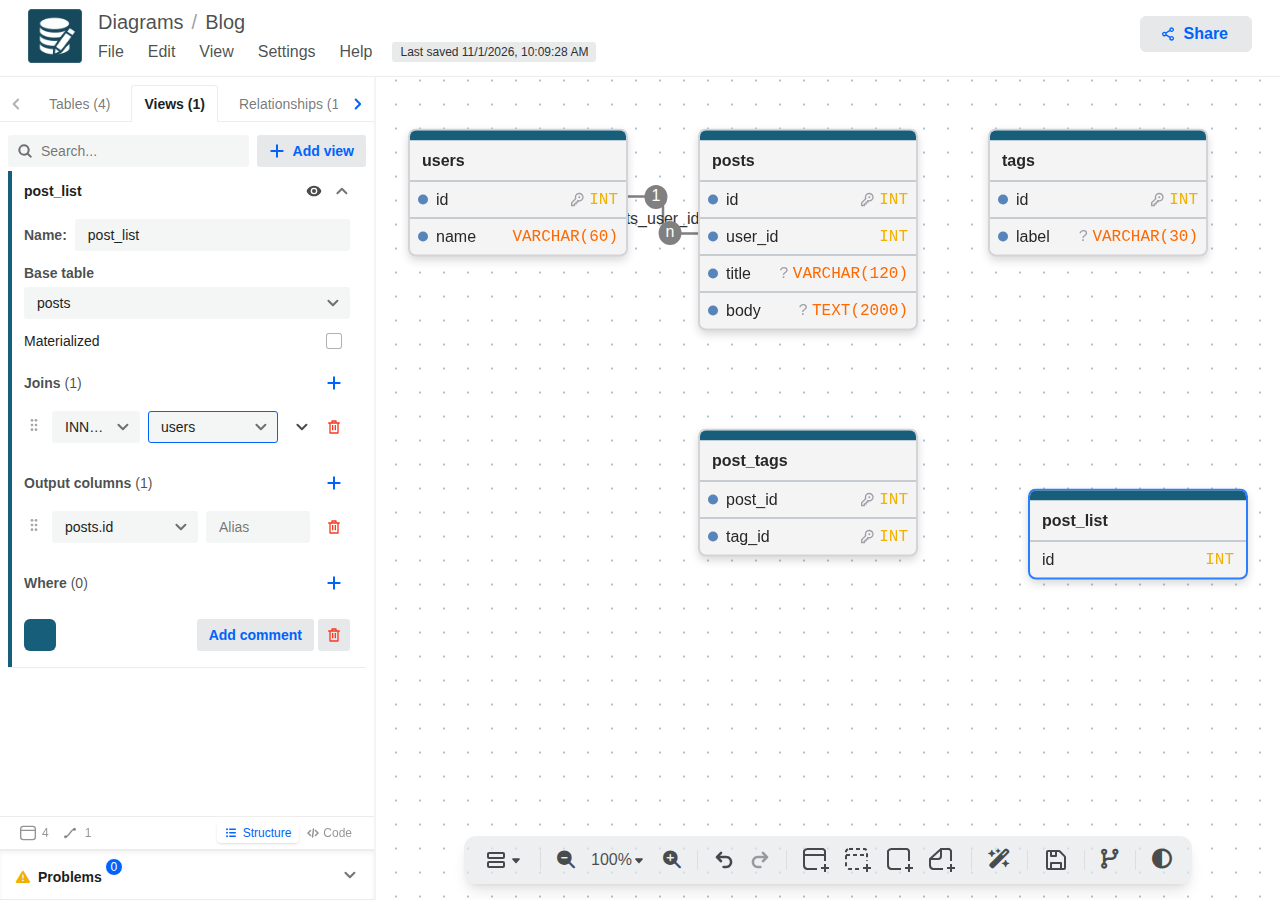 Diagrams / Blog
File Edit View Settings Help Last saved 11/1/2026, 10:09:28 AM
Share
Tables (4) Views (1) Relationships (1
Search... Add view
post_list
Name: post_list
Base table
posts
Materialized
Joins (1)
INN… users
Output columns (1)
posts.id Alias
Where (0)
Add comment
4 1 Structure Code
Problems 0
users
id INT
name VARCHAR(60)
1
ts_user_id
n
posts
id INT
user_id INT
title ? VARCHAR(120)
body ? TEXT(2000)
tags
id INT
label ? VARCHAR(30)
post_tags
post_id INT
tag_id INT
post_list
id INT
100%